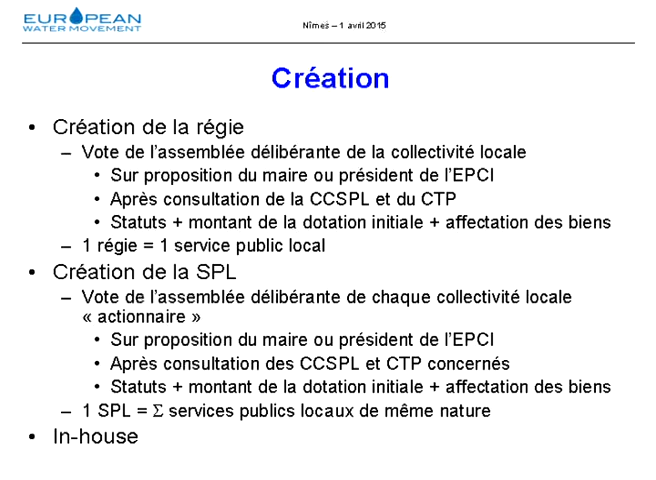 EUROPEAN
WATER MOVEMENT
Nîmes – 1 avril 2015
Création
• Création de la régie
– Vote de l’assemblée délibérante de la collectivité locale
• Sur proposition du maire ou président de l’EPCI
• Après consultation de la CCSPL et du CTP
• Statuts + montant de la dotation initiale + affectation des biens
– 1 régie = 1 service public local
• Création de la SPL
– Vote de l’assemblée délibérante de chaque collectivité locale
« actionnaire »
• Sur proposition du maire ou président de l’EPCI
• Après consultation des CCSPL et CTP concernés
• Statuts + montant de la dotation initiale + affectation des biens
– 1 SPL = Σ services publics locaux de même nature
• In-house